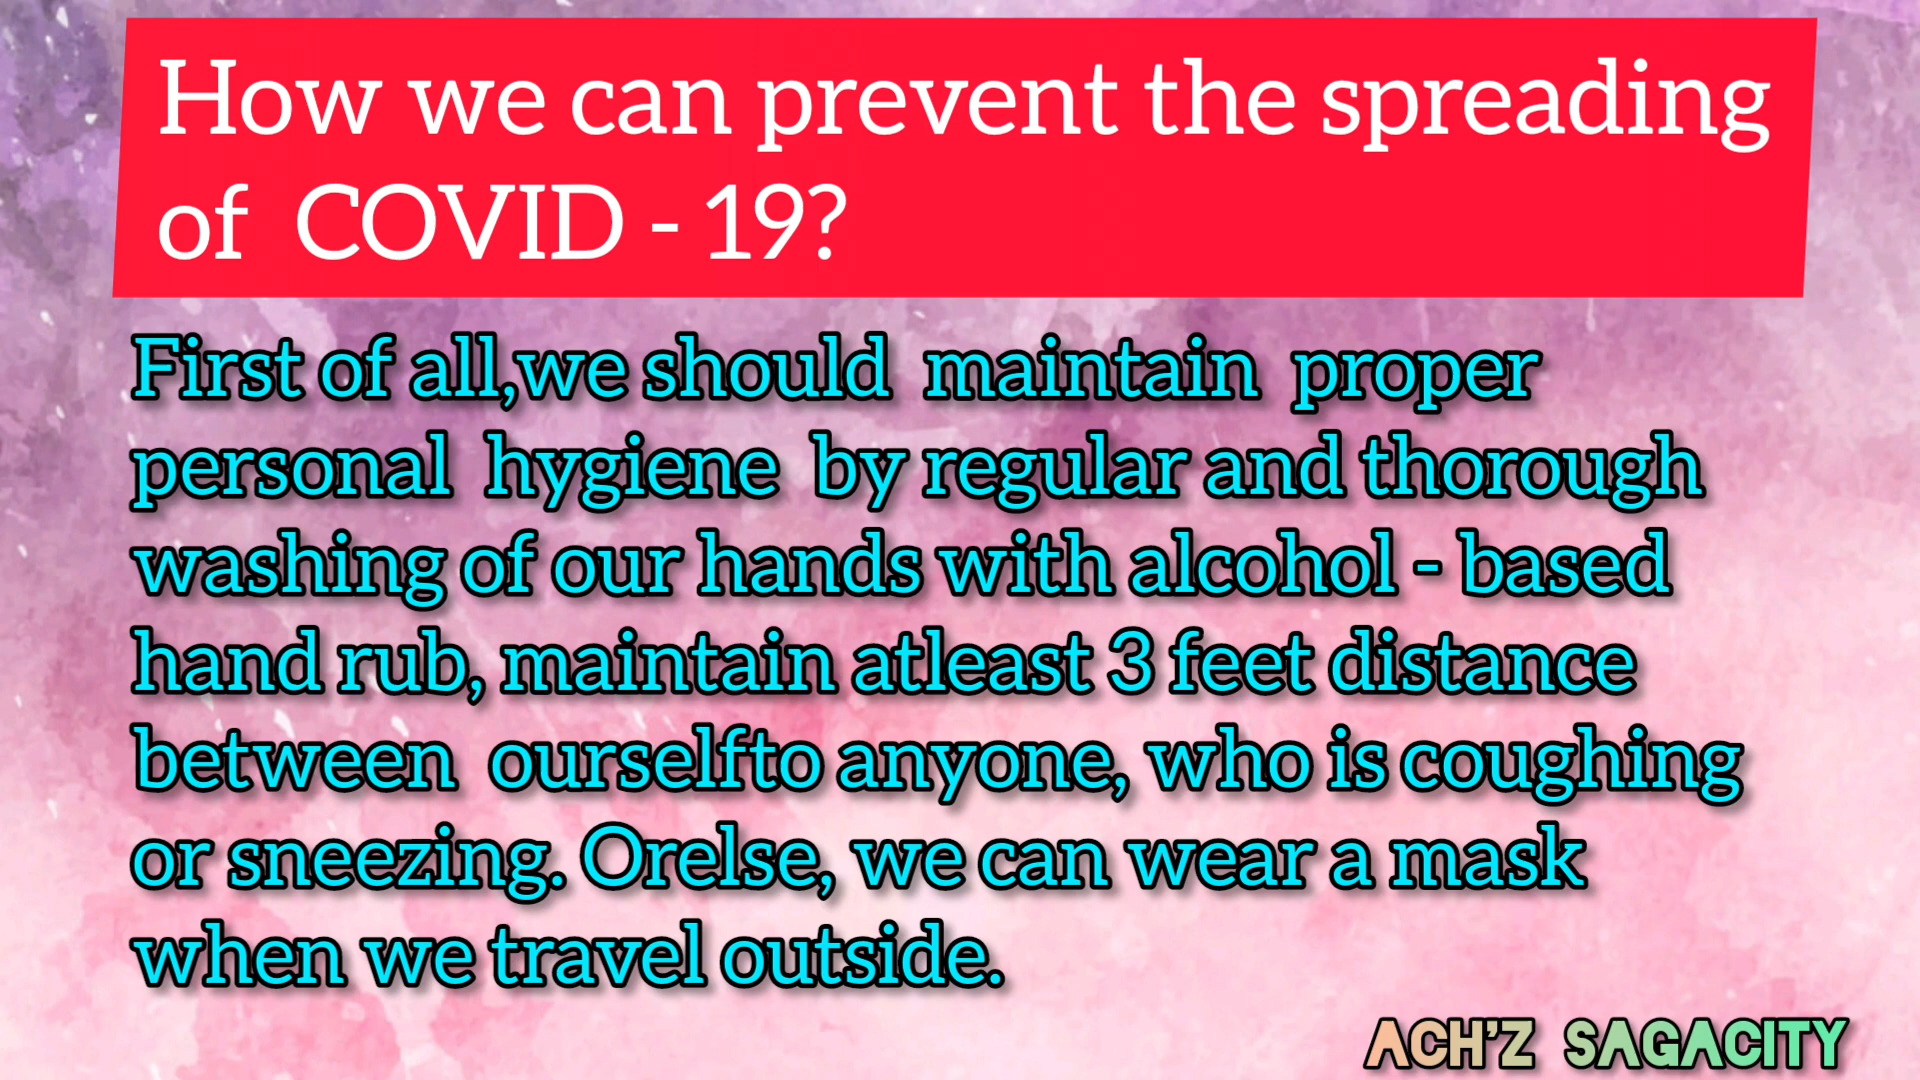 How we can prevent the spreading
of COVID - 19?
First of all,we should maintain proper
personal hygiene by regular and thorough
washing of our hands with alcohol - based
hand rub, maintain atleast 3 feet distance
between ourselfto anyone, who is coughing
or sneezing. Orelse, we can wear a mask
when we travel outside.
ACH'Z SAGACITY